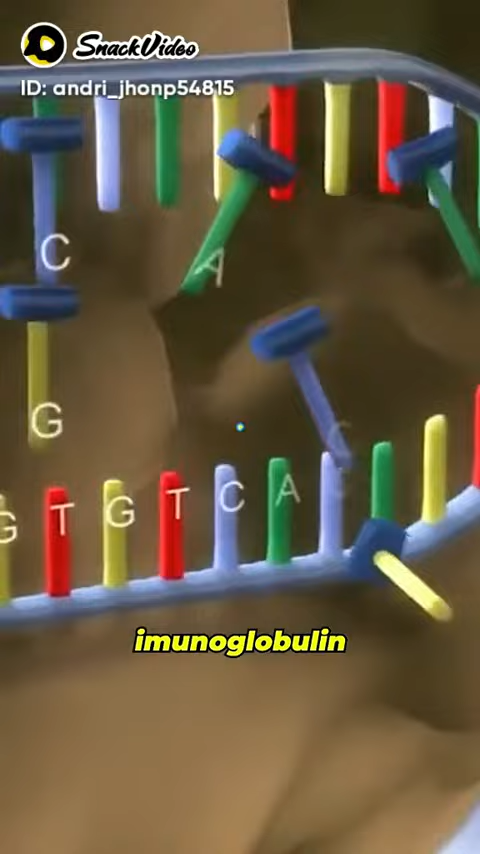 SnackVideo
ID: andri_jhonp54815
C
A
G
C
G T G T C A
imunoglobulin